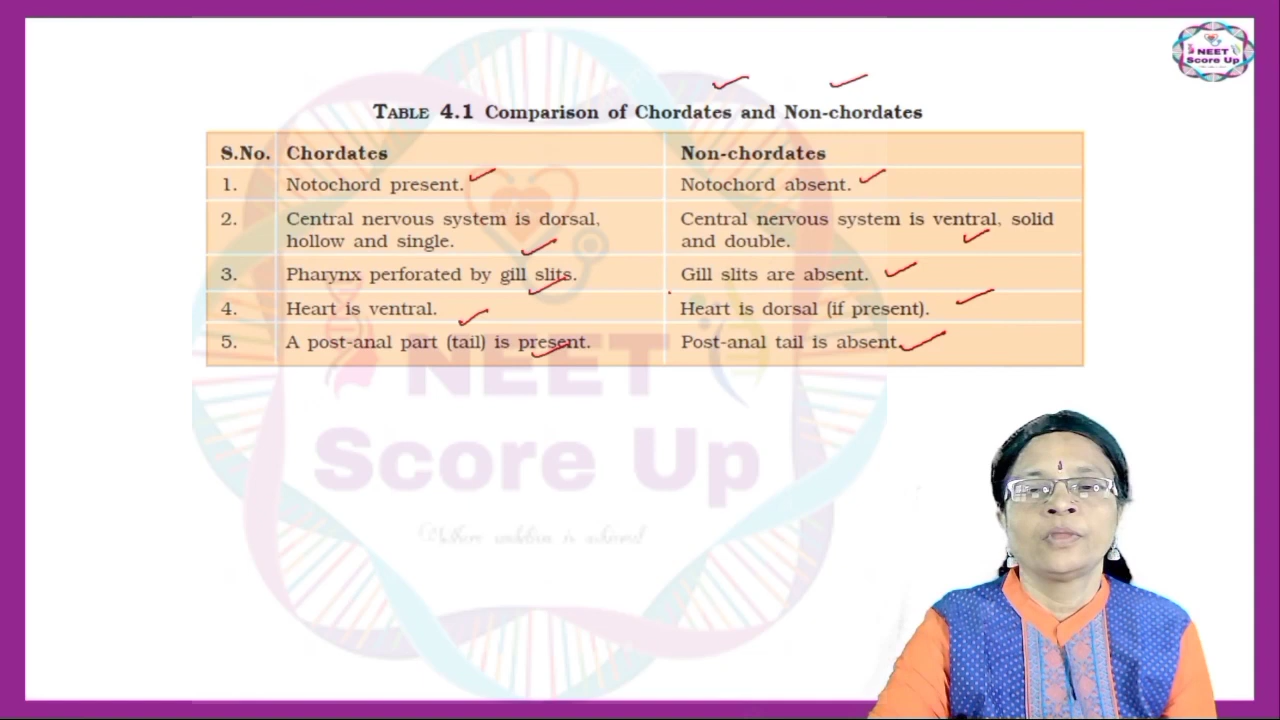 NEET
Score Up
TABLE 4.1 Comparison of Chordates and Non-chordates
S.No. Chordates Non-chordates
1. Notochord present. Notochord absent.
2. Central nervous system is dorsal, Central nervous system is ventral, solid
hollow and single. and double.
3. Pharynx perforated by gill slits. Gill slits are absent.
4. Heart is ventral. Heart is dorsal (if present).
5. A post-anal part (tail) is present. Post-anal tail is absent.
NEET
Score Up